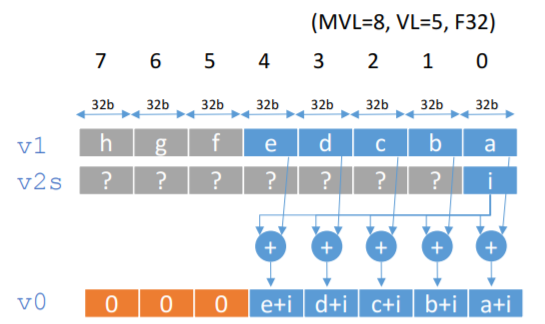 (MVL=8, VL=5, F32)
7 6 5 4 3 2 1 0
32b 32b 32b 32b 32b 32b 32b 32b
v1 h g f e d c b a
v2s ? ? ? ? ? ? ? i
+ + + + +
v0 0 0 0 e+i d+i c+i b+i a+i